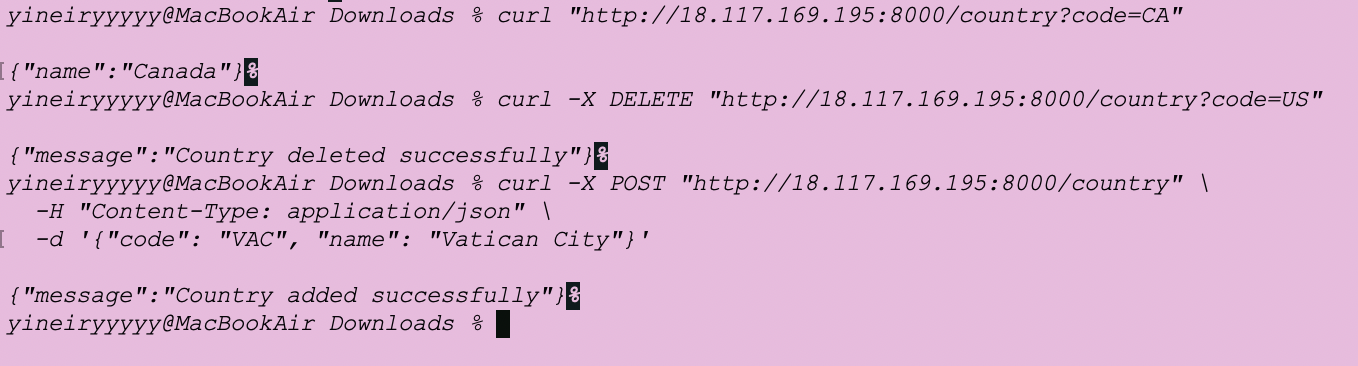 yineiryyyyy@MacBookAir Downloads % curl "http://18.117.169.195:8000/country?code=CA"
{"name":"Canada"}%
yineiryyyyy@MacBookAir Downloads % curl -X DELETE "http://18.117.169.195:8000/country?code=US"
{"message":"Country deleted successfully"}%
yineiryyyyy@MacBookAir Downloads % curl -X POST "http://18.117.169.195:8000/country" \
  -H "Content-Type: application/json" \
  -d '{"code": "VAC", "name": "Vatican City"}'
{"message":"Country added successfully"}%
yineiryyyyy@MacBookAir Downloads %